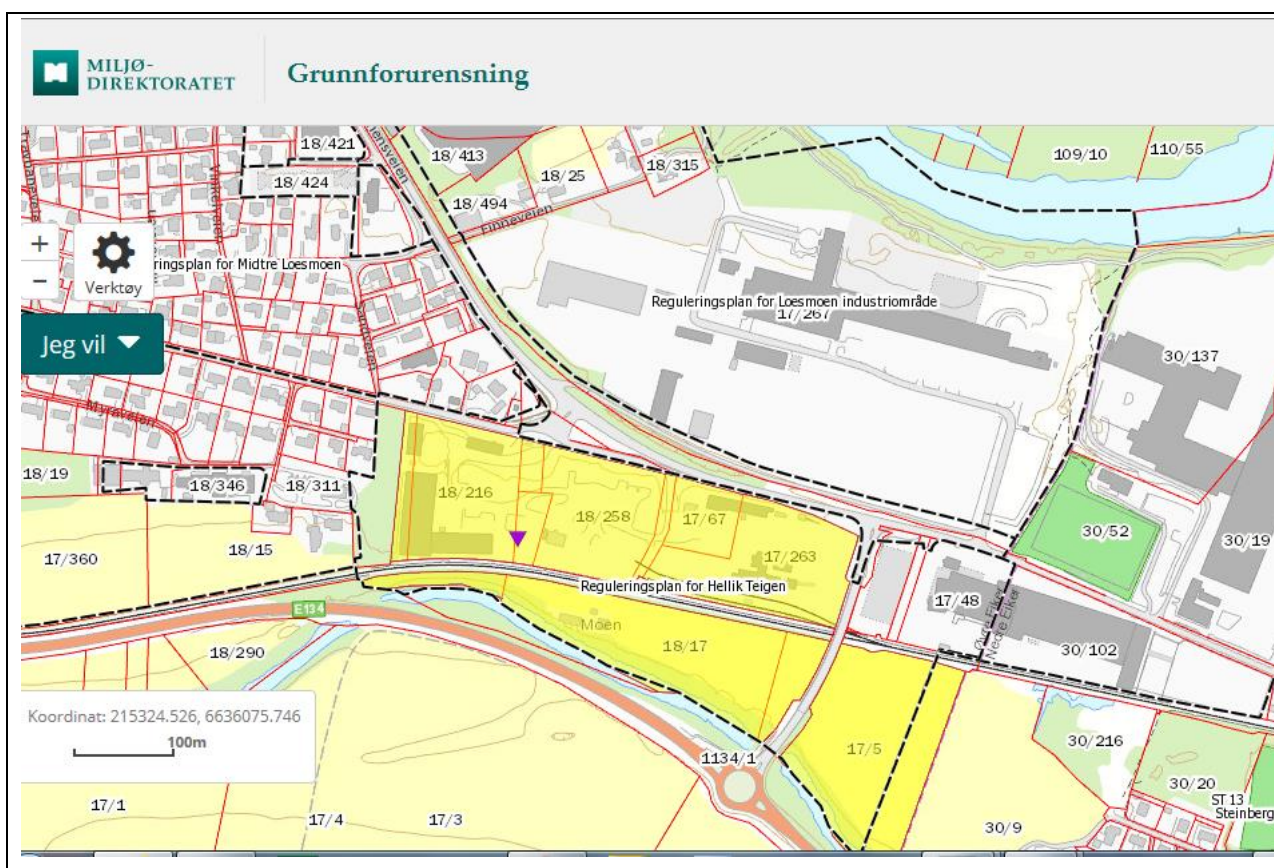 MILJØ-
DIREKTORATET
Grunnforurensning
18/421
18/413
18/315
109/10
110/55
18/424
18/25
18/494
Finneveien
+
−
Verktøy
ringsplan for Midtre Loesmoen
Reguleringsplan for Loesmoen industriområde
17/267
Sandveien
Jeg vil
30/137
Myraveien
18/19
18/346
18/311
18/216
18/258
17/67
30/52
30/19
17/360
18/15
17/263
Reguleringsplan for Hellik Teigen
17/48
E134
Moen
Øvre Eiker
Nedre Eiker
18/290
18/17
30/102
Koordinat: 215324.526, 6636075.746
100m
1134/1
17/5
30/216
30/20
17/1
17/4
17/3
30/9
ST 13
Steinberg